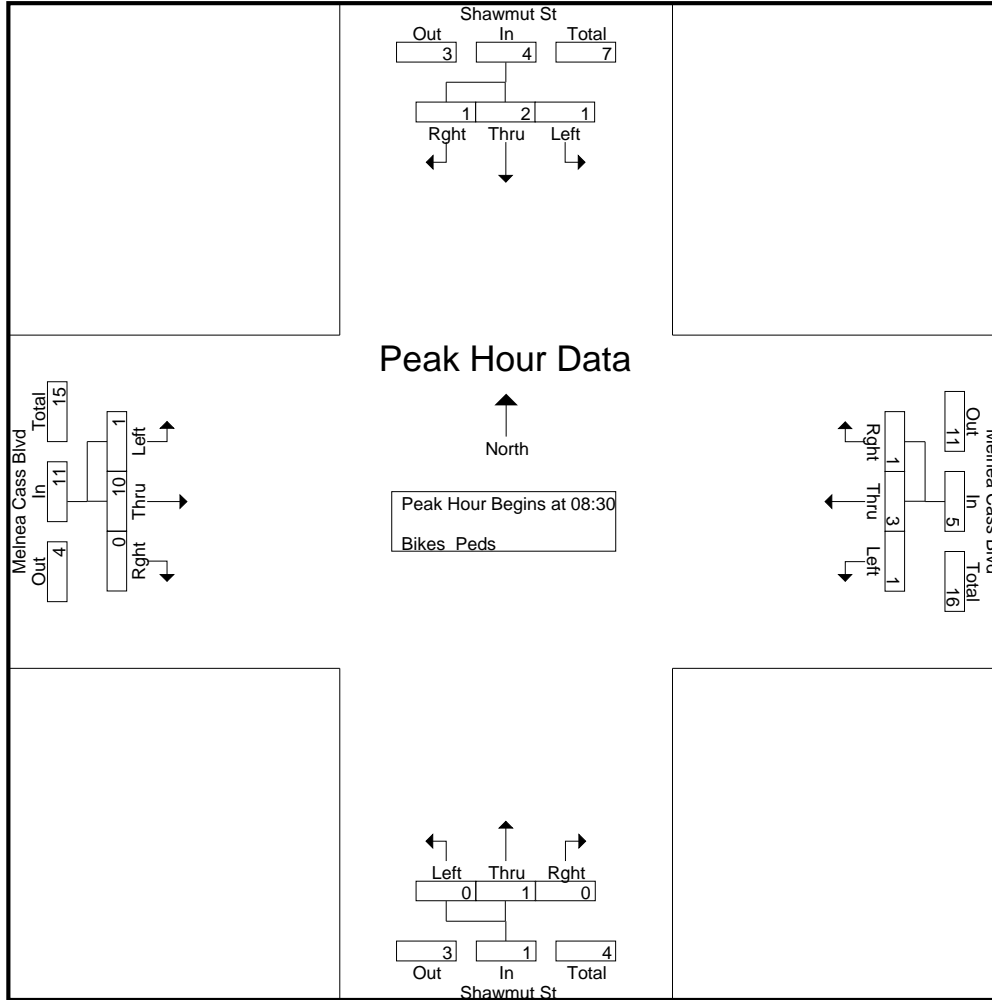 Shawmut St
Out In Total
3 4 7
1 2 1
Rght Thru Left
Peak Hour Data
North
Peak Hour Begins at 08:30
Bikes Peds
Melnea Cass Blvd
Out In Total
4 11 15
Rght Thru Left
0 10 1
Melnea Cass Blvd
Out In Total
11 5 16
Rght Thru Left
1 3 1
Left Thru Rght
0 1 0
3 1 4
Out In Total
Shawmut St